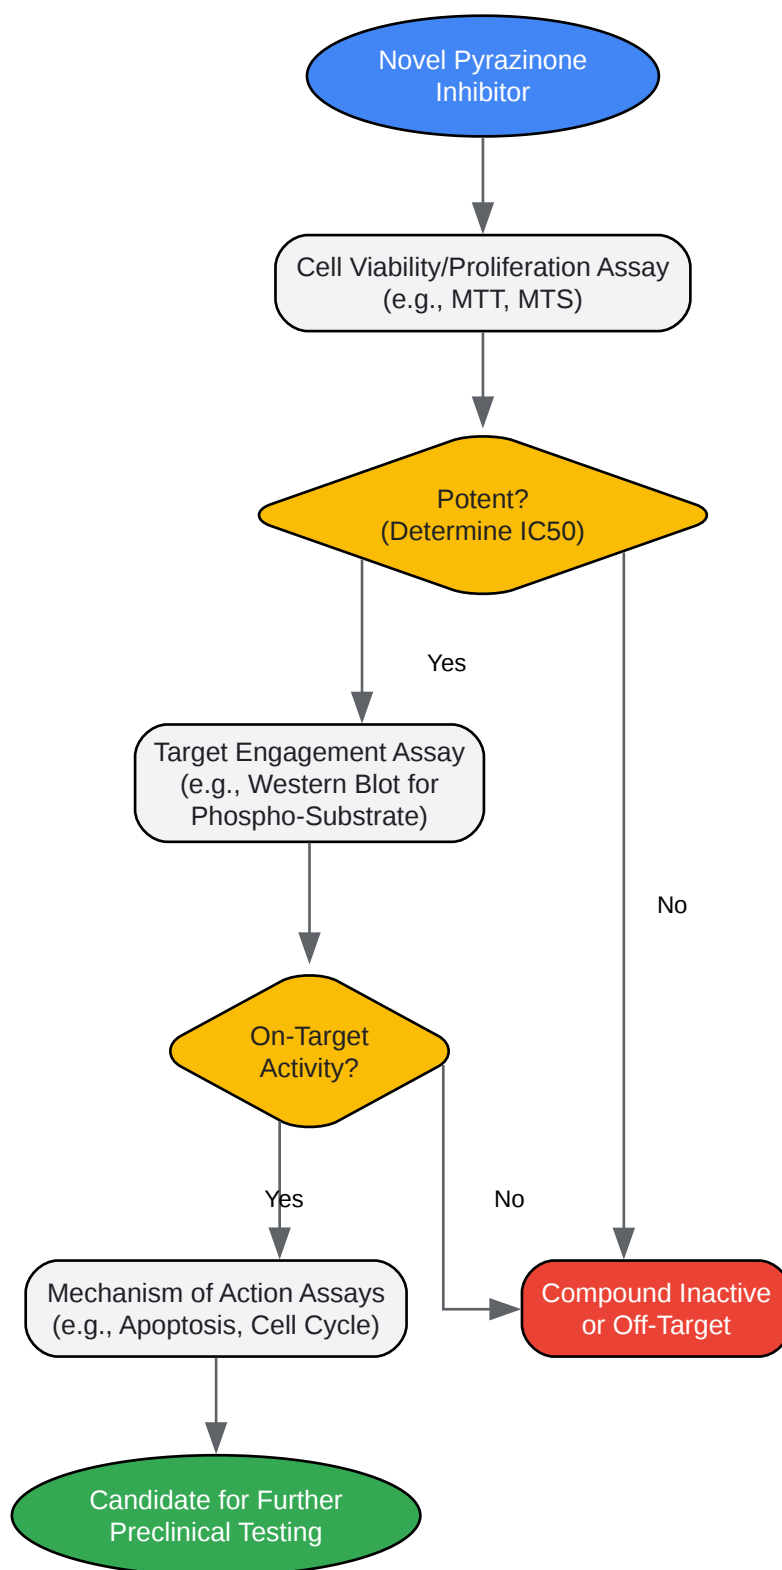 Novel Pyrazinone
Inhibitor
Cell Viability/Proliferation Assay
(e.g., MTT, MTS)
Potent?
(Determine IC50)
Yes
Target Engagement Assay
(e.g., Western Blot for
Phospho-Substrate)
No
On-Target
Activity?
Yes
No
Mechanism of Action Assays
(e.g., Apoptosis, Cell Cycle)
Compound Inactive
or Off-Target
Candidate for Further
Preclinical Testing